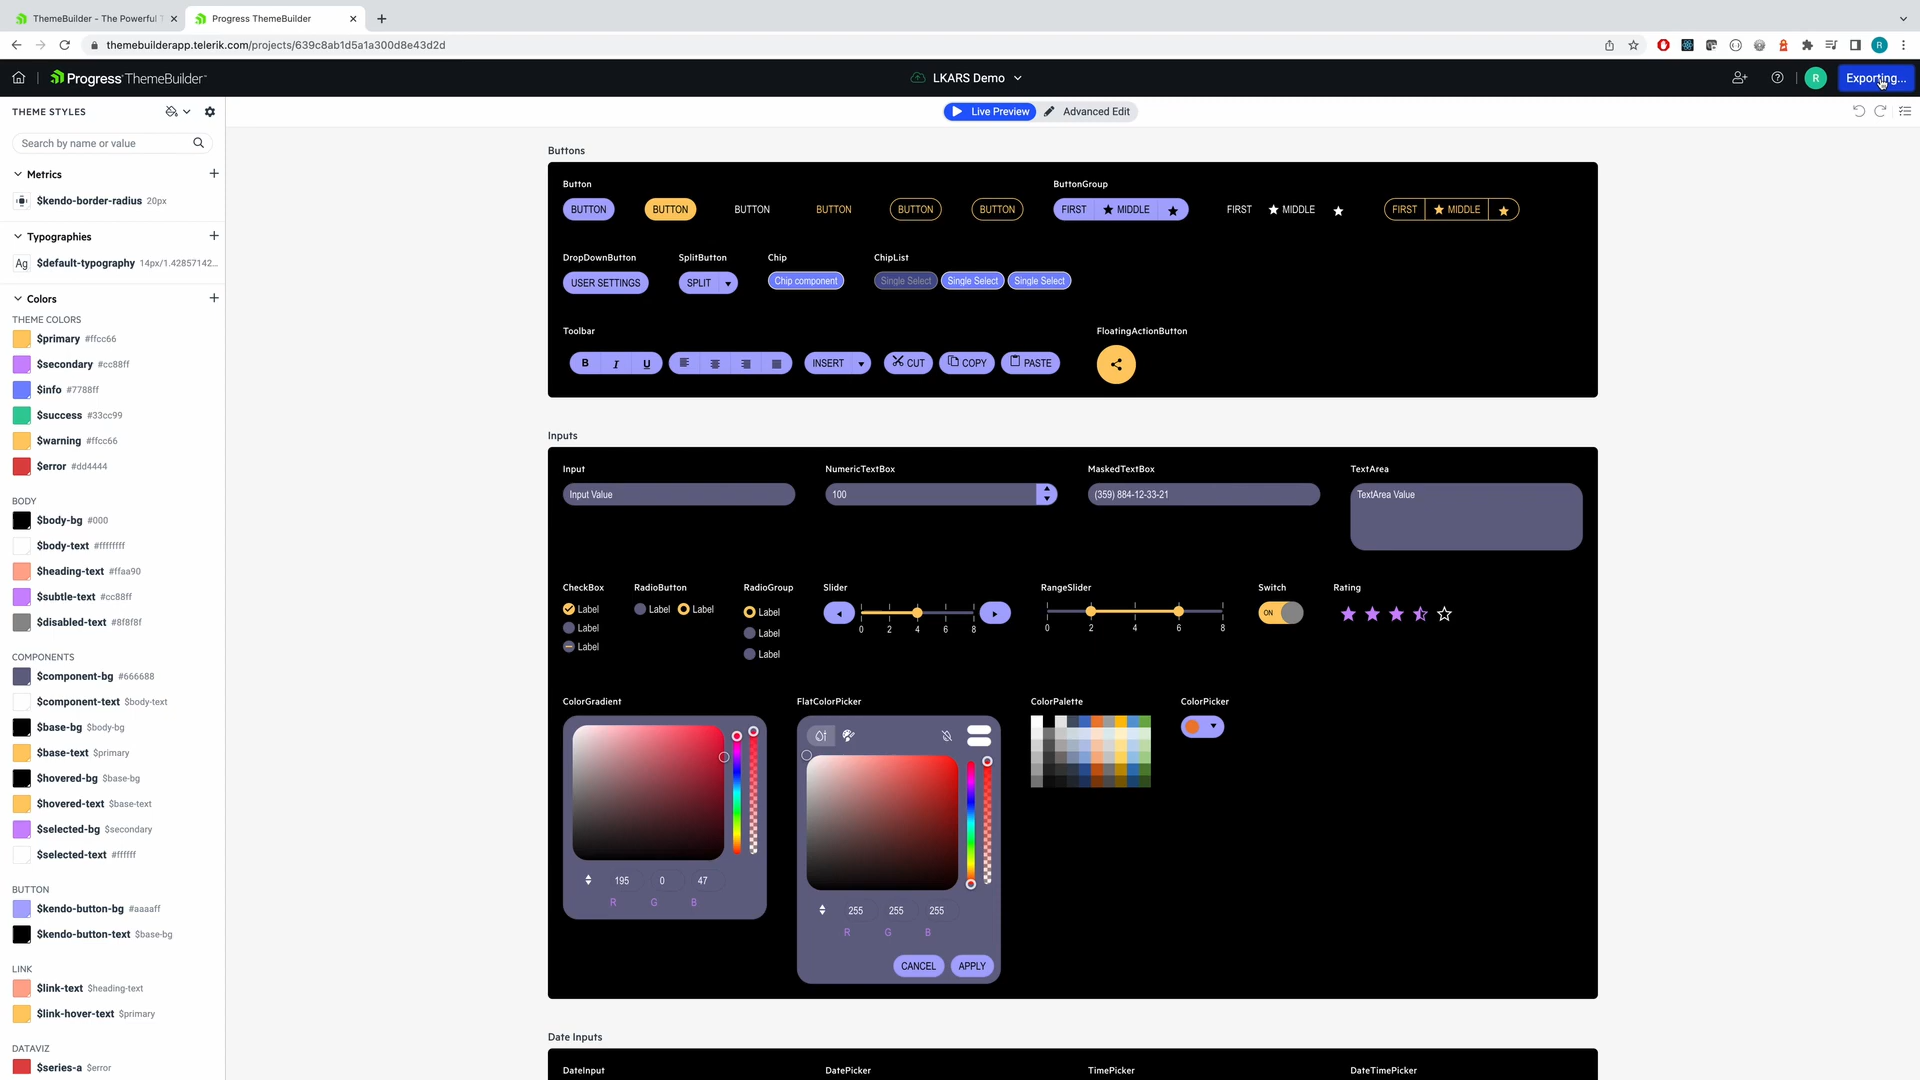 ThemeBuilder - The Powerful T
Progress ThemeBuilder
themebuilderapp.telerik.com/projects/639c8ab1d5a1a300d8e43d2d
R
Progress ThemeBuilder
LKARS Demo
R
Exporting...
THEME STYLES
Live Preview
Advanced Edit
Search by name or value
Metrics
$kendo-border-radius 20px
Typographies
Ag $default-typography 14px/1.42857142...
Colors
THEME COLORS
$primary #ffcc66
$secondary #cc88ff
$info #7788ff
$success #33cc99
$warning #ffcc66
$error #dd4444
BODY
$body-bg #000
$body-text #ffffffff
$heading-text #ffaa90
$subtle-text #cc88ff
$disabled-text #8f8f8f
COMPONENTS
$component-bg #666688
$component-text $body-text
$base-bg $body-bg
$base-text $primary
$hovered-bg $base-bg
$hovered-text $base-text
$selected-bg $secondary
$selected-text #ffffff
BUTTON
$kendo-button-bg #aaaaff
$kendo-button-text $base-bg
LINK
$link-text $heading-text
$link-hover-text $primary
DATAVIZ
$series-a $error
Buttons
Button
ButtonGroup
BUTTON BUTTON BUTTON BUTTON BUTTON BUTTON FIRST MIDDLE FIRST MIDDLE FIRST MIDDLE
DropDownButton SplitButton Chip ChipList
USER SETTINGS SPLIT Chip component Single Select Single Select Single Select
Toolbar FloatingActionButton
B I U INSERT CUT COPY PASTE
Inputs
Input NumericTextBox MaskedTextBox TextArea
Input Value 100 (359) 884-12-33-21 TextArea Value
CheckBox RadioButton RadioGroup Slider RangeSlider Switch Rating
Label Label Label Label ON
Label Label
Label Label
0 2 4 6 8 0 2 4 6 8
ColorGradient FlatColorPicker ColorPalette ColorPicker
195 0 47
R G B
255 255 255
R G B
CANCEL APPLY
Date Inputs
DateInput DatePicker TimePicker DateTimePicker